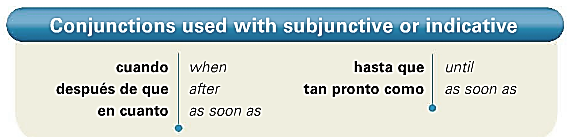 Conjunctions used with subjunctive or indicative
cuando when
después de que after
en cuanto as soon as
hasta que until
tan pronto como as soon as